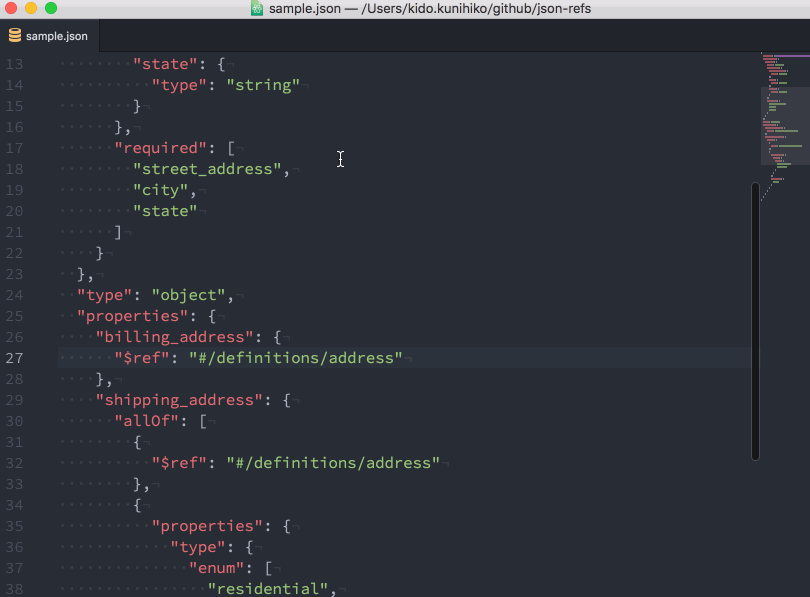 sample.json — /Users/kido.kunihiko/github/json-refs
sample.json
13 "state": {
14 "type": "string"
15 }
16 },
17 "required": [
18 "street_address",
19 "city",
20 "state"
21 ]
22 }
23 },
24 "type": "object",
25 "properties": {
26 "billing_address": {
27 "$ref": "#/definitions/address"
28 },
29 "shipping_address": {
30 "allOf": [
31 {
32 "$ref": "#/definitions/address"
33 },
34 {
35 "properties": {
36 "type": {
37 "enum": [
38 "residential",